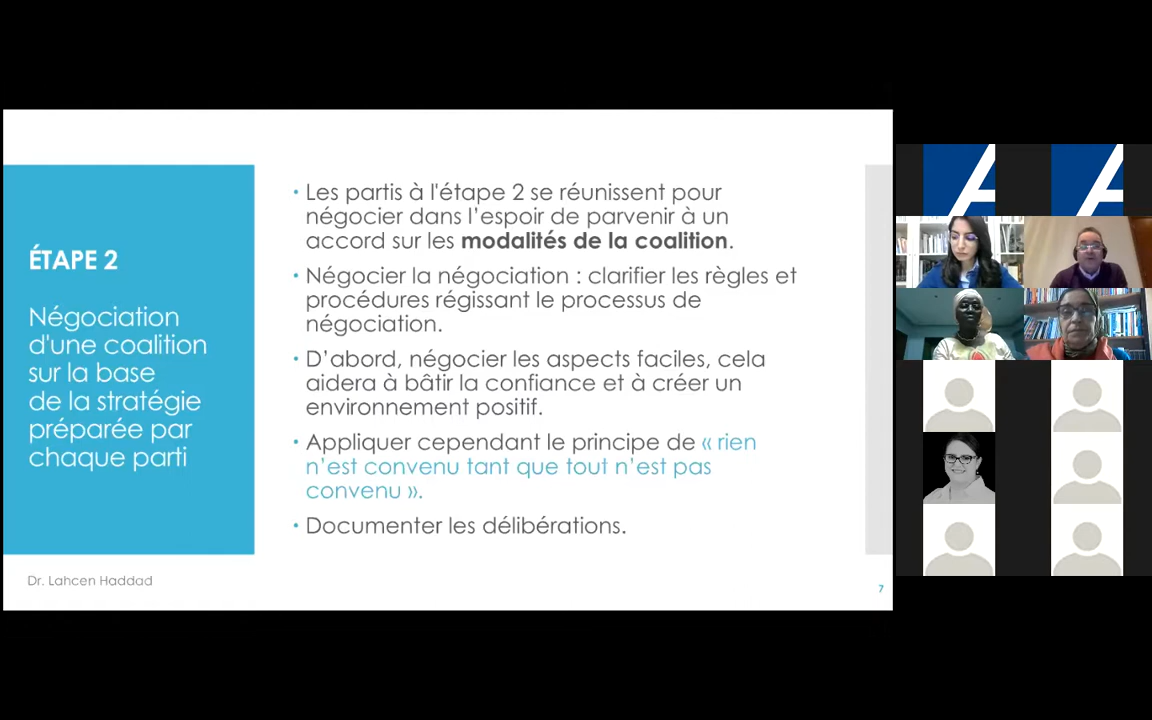 ÉTAPE 2
Négociation
d'une coalition
sur la base
de la stratégie
préparée par
chaque parti
• Les partis à l'étape 2 se réunissent pour
négocier dans l’espoir de parvenir à un
accord sur les modalités de la coalition.
• Négocier la négociation : clarifier les règles et
procédures régissant le processus de
négociation.
• D’abord, négocier les aspects faciles, cela
aidera à bâtir la confiance et à créer un
environnement positif.
• Appliquer cependant le principe de « rien
n’est convenu tant que tout n’est pas
convenu ».
• Documenter les délibérations.
Dr. Lahcen Haddad
7